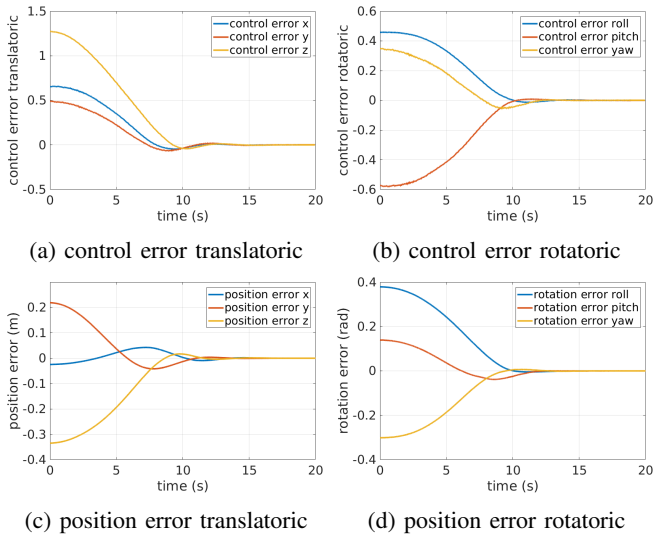 1.5
1
0.5
0
-0.5
control errror translatoric
control error x
control error y
control error z
0 5 10 15 20
time (s)
(a) control error translatoric
0.6
0.4
0.2
0
-0.2
-0.4
-0.6
control errror rotatoric
control error roll
control error pitch
control error yaw
0 5 10 15 20
time (s)
(b) control error rotatoric
0.2
0.1
0
-0.1
-0.2
-0.3
-0.4
position error (m)
position error x
position error y
position error z
0 5 10 15 20
time (s)
(c) position error translatoric
0.4
0.2
0
-0.2
-0.4
rotation error (rad)
rotation error roll
rotation error pitch
rotation error yaw
0 5 10 15 20
time (s)
(d) position error rotatoric